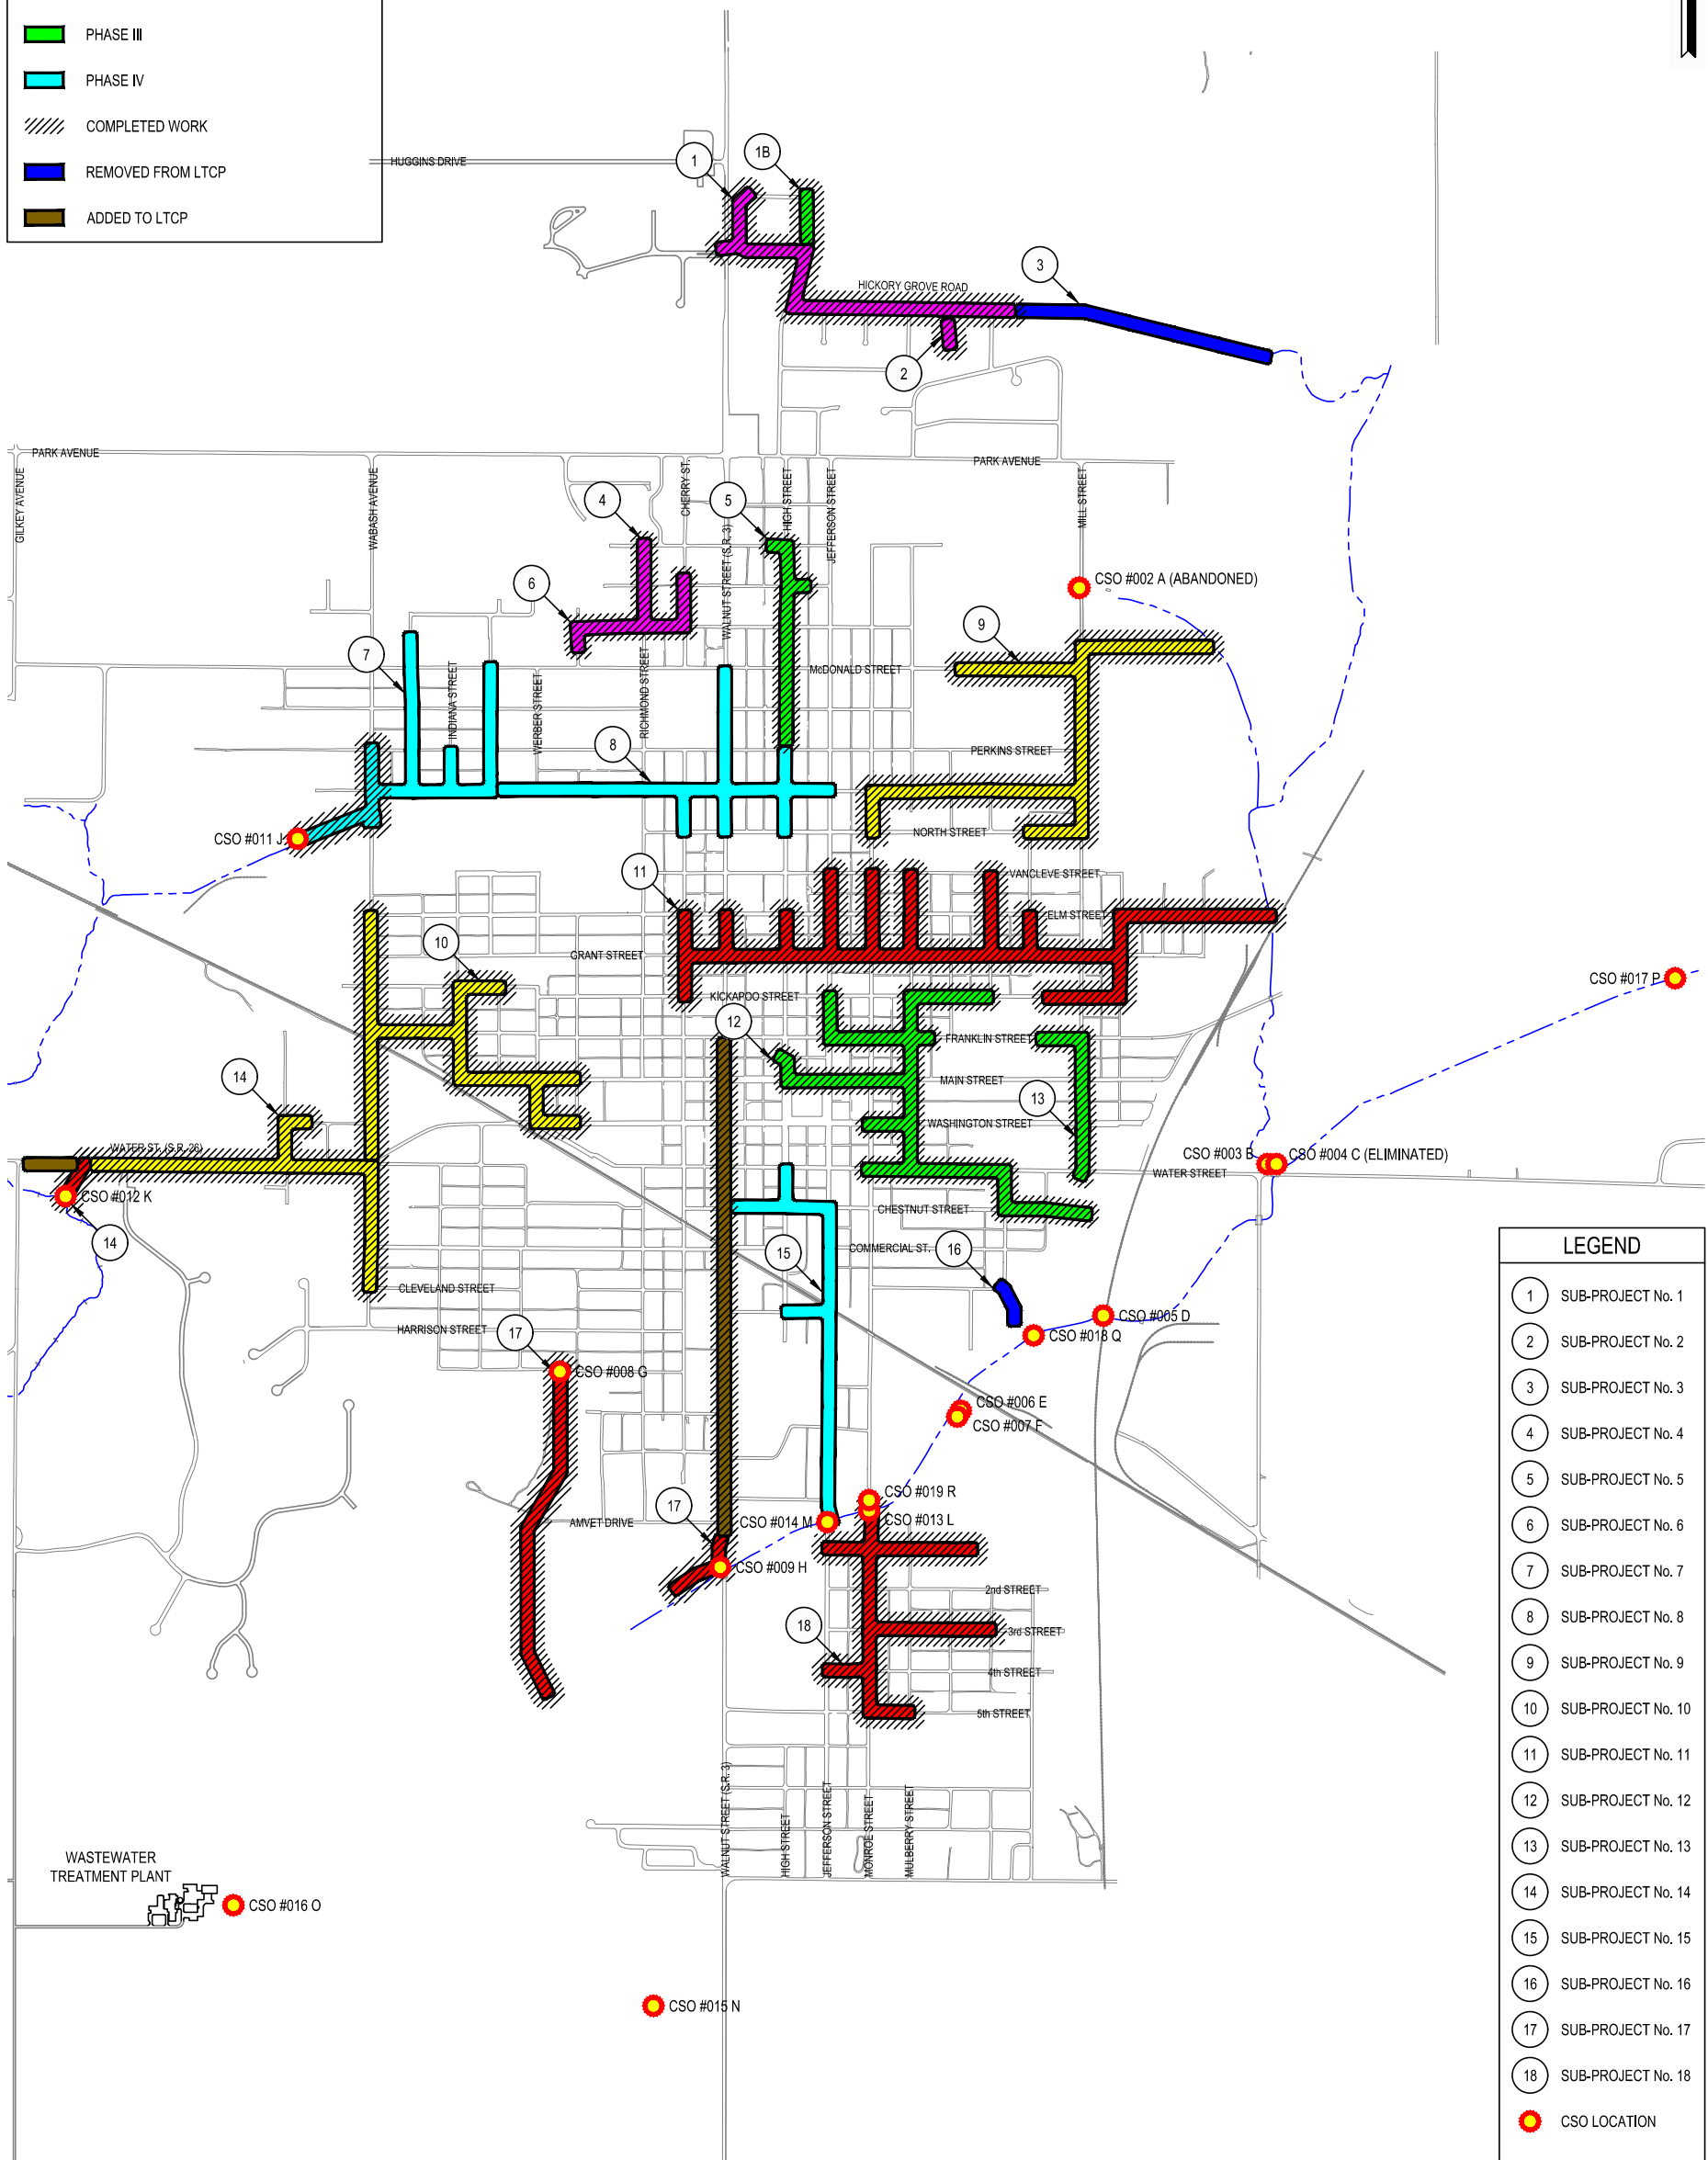 PHASE III
PHASE IV
COMPLETED WORK
REMOVED FROM LTCP
ADDED TO LTCP
HUGGINS DRIVE
1
1B
3
HICKORY GROVE ROAD
2
PARK AVENUE
PARK AVENUE
GILKEY AVENUE
WABASH AVENUE
CHERRY ST.
WALNUT STREET (S.R. 3)
HIGH STREET
JEFFERSON STREET
MILL STREET
4
5
6
CSO #002 A (ABANDONED)
9
7
INDIANA STREET
WERBER STREET
RICHMOND STREET
McDONALD STREET
8
PERKINS STREET
CSO #011 J
NORTH STREET
11
VANCLEVE STREET
ELM STREET
10
GRANT STREET
KICKAPOO STREET
CSO #017 P
12
FRANKLIN STREET
14
MAIN STREET
13
WASHINGTON STREET
WATER ST. (S.R. 26)
CSO #003 B
CSO #004 C (ELIMINATED)
WATER STREET
CSO #012 K
14
CHESTNUT STREET
15
COMMERCIAL ST.
16
CLEVELAND STREET
HARRISON STREET
17
CSO #005 D
CSO #018 Q
CSO #008 G
CSO #006 E
CSO #007 F
17
CSO #019 R
AMVET DRIVE
CSO #014 M
CSO #013 L
CSO #009 H
2nd STREET
18
3rd STREET
4th STREET
5th STREET
WALNUT STREET (S.R. 3)
HIGH STREET
JEFFERSON STREET
MONROE STREET
MULBERRY STREET
WASTEWATER
TREATMENT PLANT
CSO #016 O
CSO #015 N
LEGEND
1 SUB-PROJECT No. 1
2 SUB-PROJECT No. 2
3 SUB-PROJECT No. 3
4 SUB-PROJECT No. 4
5 SUB-PROJECT No. 5
6 SUB-PROJECT No. 6
7 SUB-PROJECT No. 7
8 SUB-PROJECT No. 8
9 SUB-PROJECT No. 9
10 SUB-PROJECT No. 10
11 SUB-PROJECT No. 11
12 SUB-PROJECT No. 12
13 SUB-PROJECT No. 13
14 SUB-PROJECT No. 14
15 SUB-PROJECT No. 15
16 SUB-PROJECT No. 16
17 SUB-PROJECT No. 17
18 SUB-PROJECT No. 18
CSO LOCATION